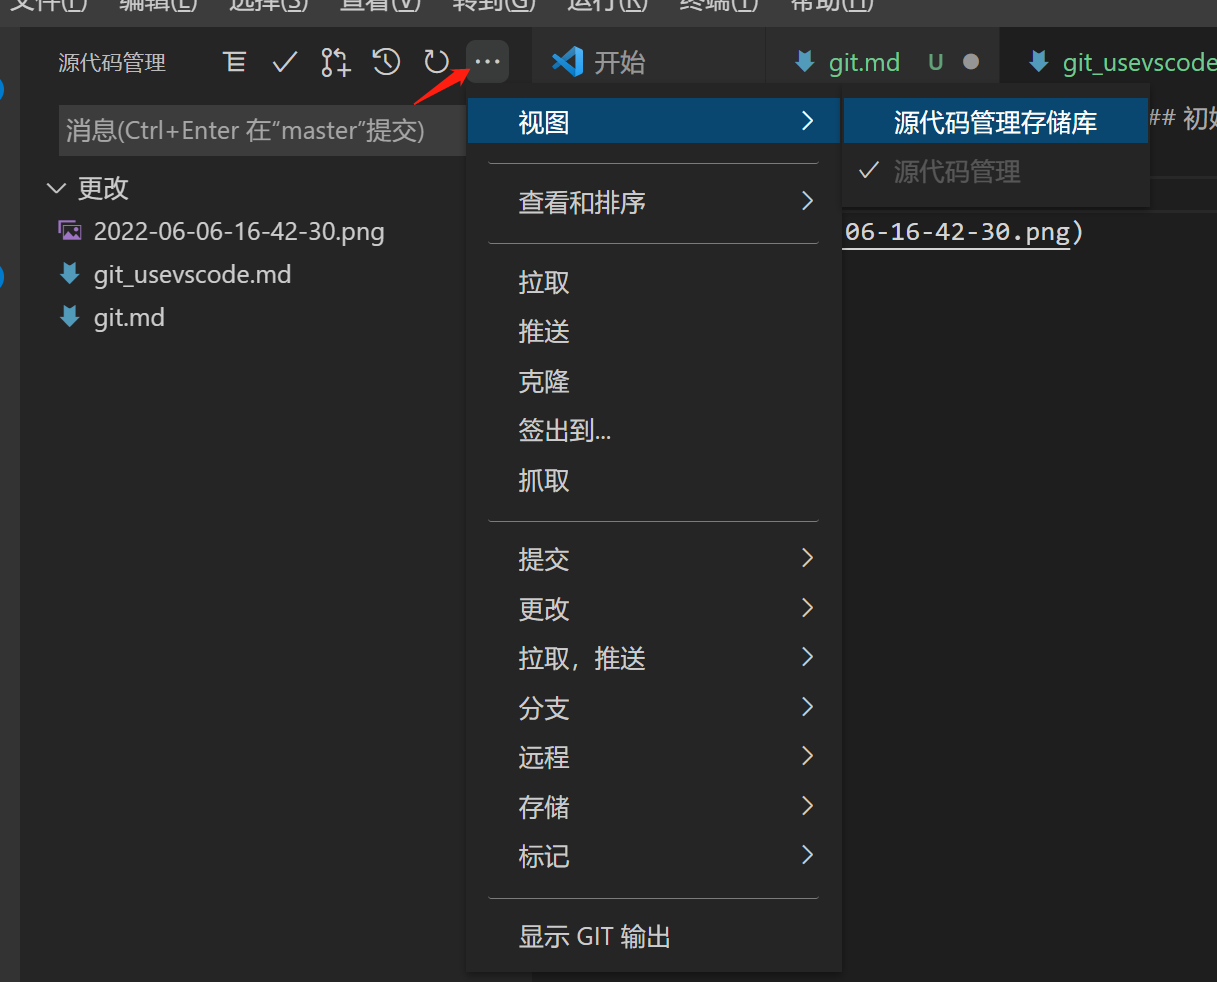 文件(F) 编辑(E) 选择(S) 查看(V) 转到(G) 运行(R) 终端(T) 帮助(H)
源代码管理
开始
git.md U
git_usevscode
消息(Ctrl+Enter 在“master”提交)
更改
2022-06-06-16-42-30.png
git_usevscode.md
git.md
视图
查看和排序
拉取
推送
克隆
签出到...
抓取
提交
更改
拉取，推送
分支
远程
存储
标记
显示 GIT 输出
源代码管理存储库
源代码管理
## 初始
06-16-42-30.png)